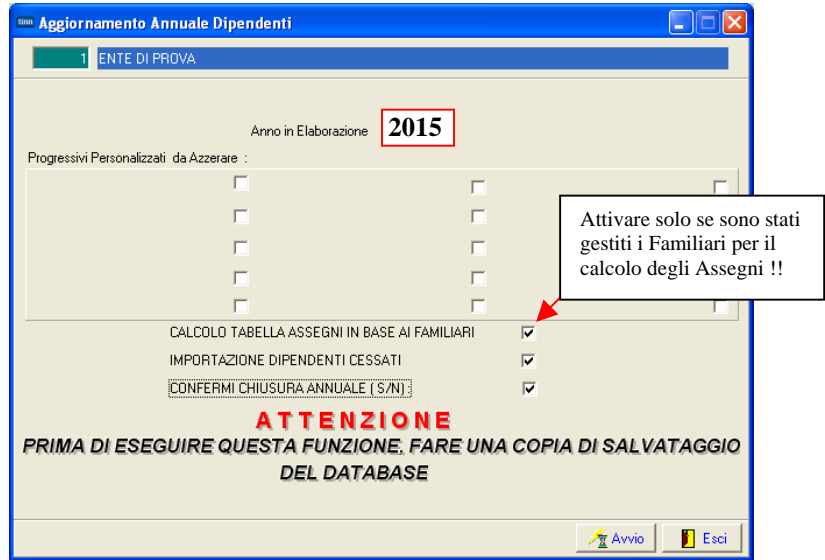 tinn Aggiornamento Annuale Dipendenti
1 ENTE DI PROVA
Anno in Elaborazione 2015
Progressivi Personalizzati da Azzerare :
Attivare solo se sono stati
gestiti i Familiari per il
calcolo degli Assegni !!
CALCOLO TABELLA ASSEGNI IN BASE AI FAMILIARI
IMPORTAZIONE DIPENDENTI CESSATI
CONFERMI CHIUSURA ANNUALE ( S/N) :
ATTENZIONE
PRIMA DI ESEGUIRE QUESTA FUNZIONE, FARE UNA COPIA DI SALVATAGGIO
DEL DATABASE
Avvio Esci